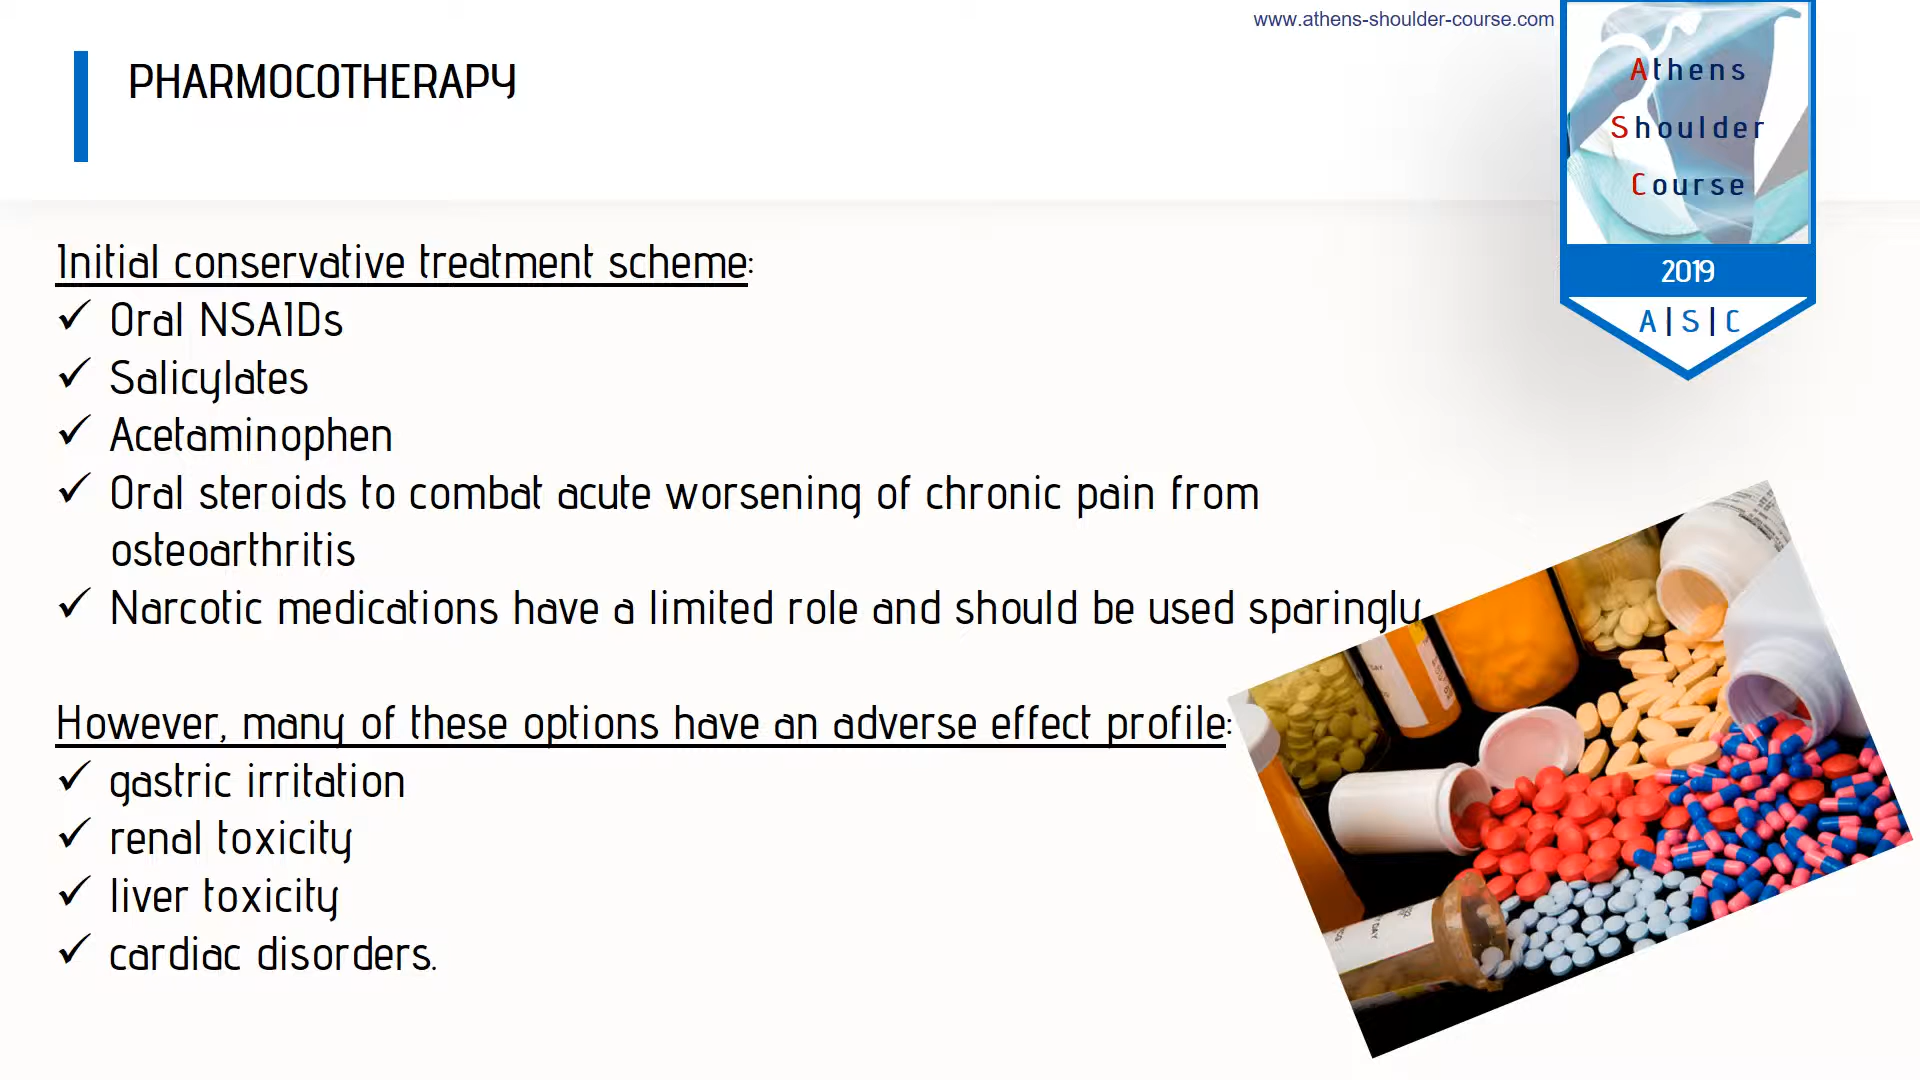 www.athens-shoulder-course.com
PHARMOCOTHERAPY
Athens
Shoulder
Course
2019
A|S|C
Initial conservative treatment scheme:
✓ Oral NSAIDs
✓ Salicylates
✓ Acetaminophen
✓ Oral steroids to combat acute worsening of chronic pain from
osteoarthritis
✓ Narcotic medications have a limited role and should be used sparingly
However, many of these options have an adverse effect profile:
✓ gastric irritation
✓ renal toxicity
✓ liver toxicity
✓ cardiac disorders.